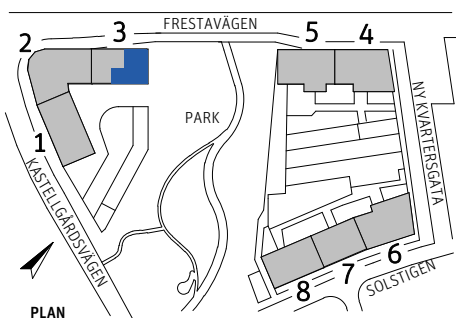 FRESTAVÄGEN
2
3
5
4
PARK
NY KVARTERSGATA
1
KASTELLGÅRDSVÄGEN
6
7
8
SOLSTIGEN
PLAN